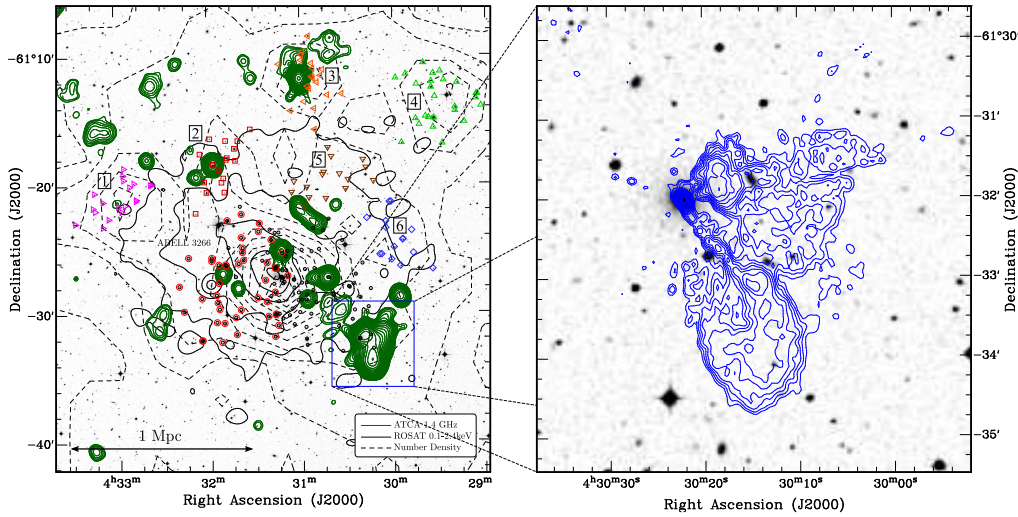 −61°10′
−20′
−30′
−40′
Declination (J2000)
1
2
3
4
5
6
ABELL 3266
1 Mpc
ATCA 1.4 GHz
ROSAT 0.1-2.4keV
Number Density
4ʰ33ᵐ
32ᵐ
31ᵐ
30ᵐ
29ᵐ
Right Ascension (J2000)
−61°30′
−31′
−32′
−33′
−34′
−35′
Declination (J2000)
4ʰ30ᵐ30ˢ
30ᵐ20ˢ
30ᵐ10ˢ
30ᵐ00ˢ
Right Ascension (J2000)